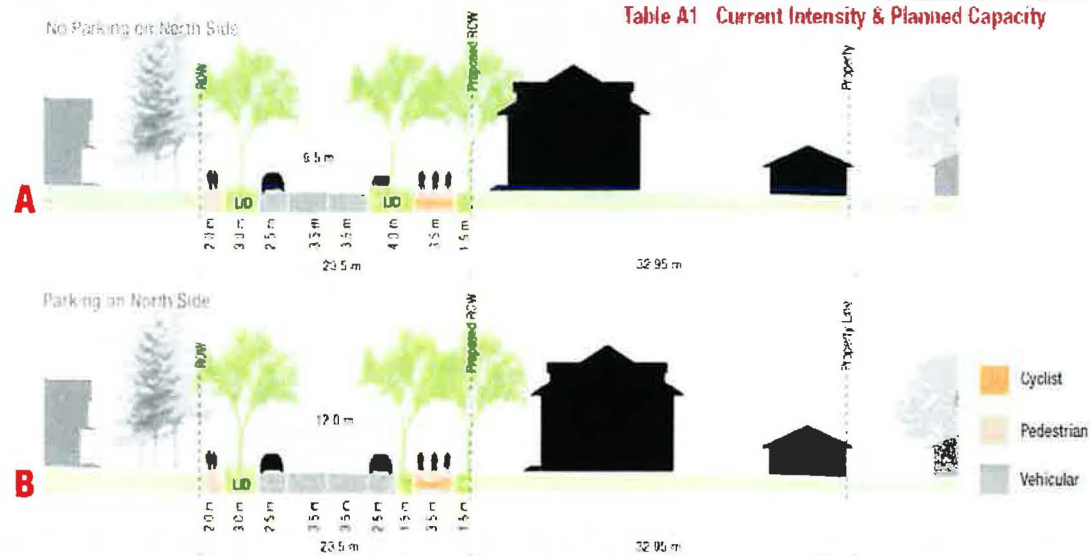 Table A1 Current Intensity & Planned Capacity
No Parking on North Side
ROW
Proposed ROW
Property
9.5 m
A
LID
LID
2.0 m
3.0 m
2.5 m
3.5 m
3.5 m
4.0 m
3.5 m
1.5 m
23.5 m
32.95 m
Parking on North Side
ROW
Proposed ROW
Property Line
12.0 m
B
LID
2.0 m
3.0 m
2.5 m
3.5 m
3.5 m
2.5 m
1.5 m
3.5 m
1.5 m
23.5 m
32.95 m
Cyclist
Pedestrian
Vehicular